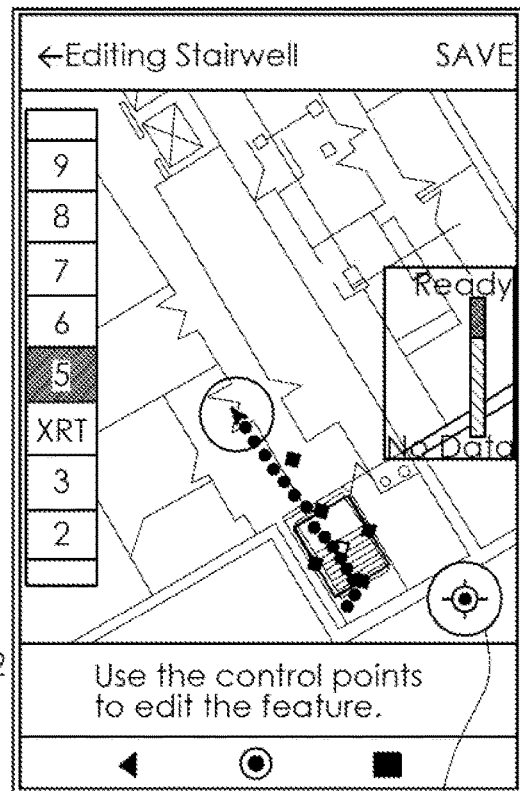 ←Editing Stairwell SAVE
9
8
7
6
5
XRT
3
2
Ready
No Data
Use the control points
to edit the feature.